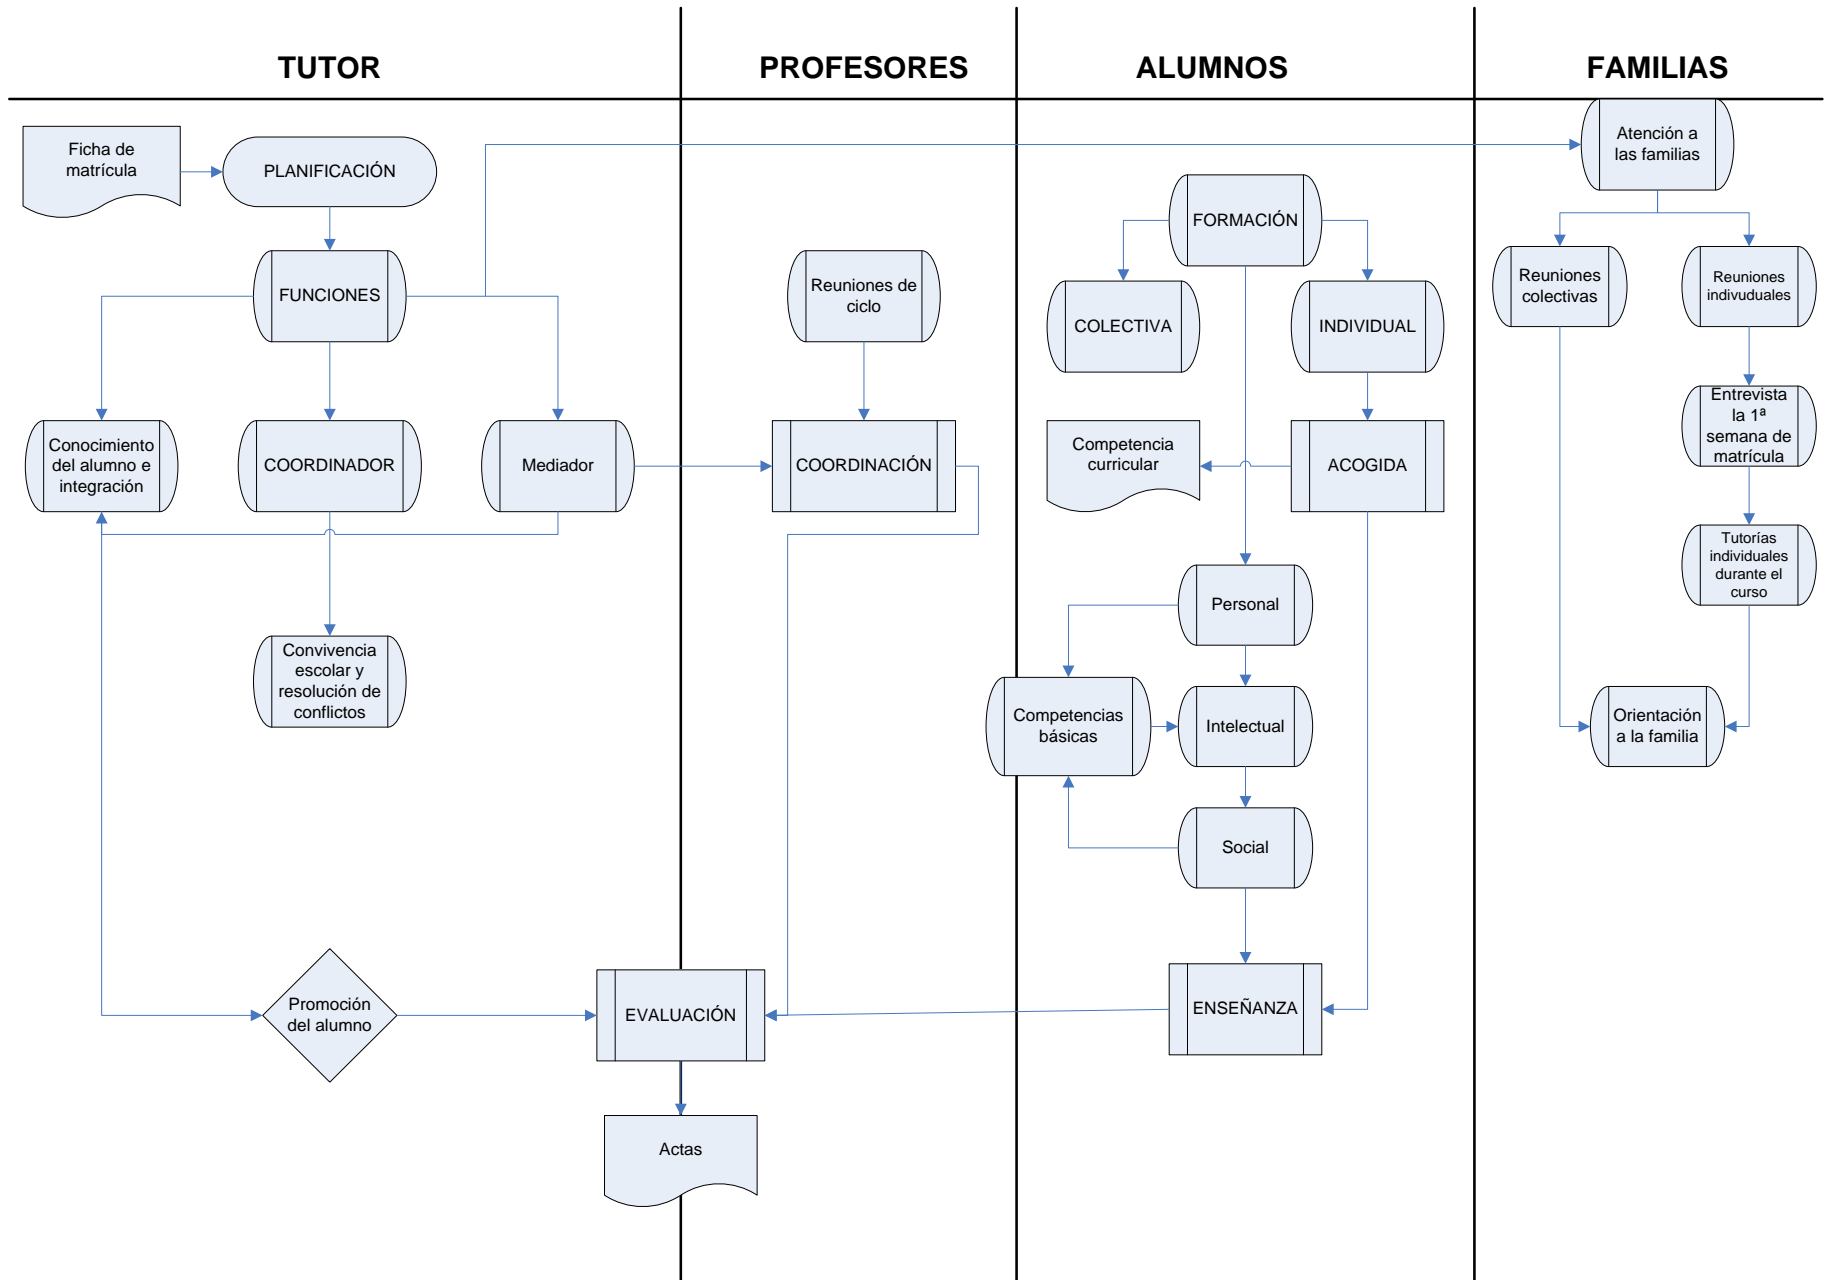 TUTOR
PROFESORES
ALUMNOS
FAMILIAS
Ficha de
matrícula
PLANIFICACIÓN
FUNCIONES
Conocimiento
del alumno e
integración
COORDINADOR
Mediador
Convivencia
escolar y
resolución de
conflictos
Promoción
del alumno
EVALUACIÓN
Actas
Reuniones de
ciclo
COORDINACIÓN
FORMACIÓN
COLECTIVA
INDIVIDUAL
Competencia
curricular
ACOGIDA
Personal
Competencias
básicas
Intelectual
Social
ENSEÑANZA
Atención a
las familias
Reuniones
colectivas
Reuniones
indivuduales
Entrevista
la 1ª
semana de
matrícula
Tutorías
individuales
durante el
curso
Orientación
a la familia